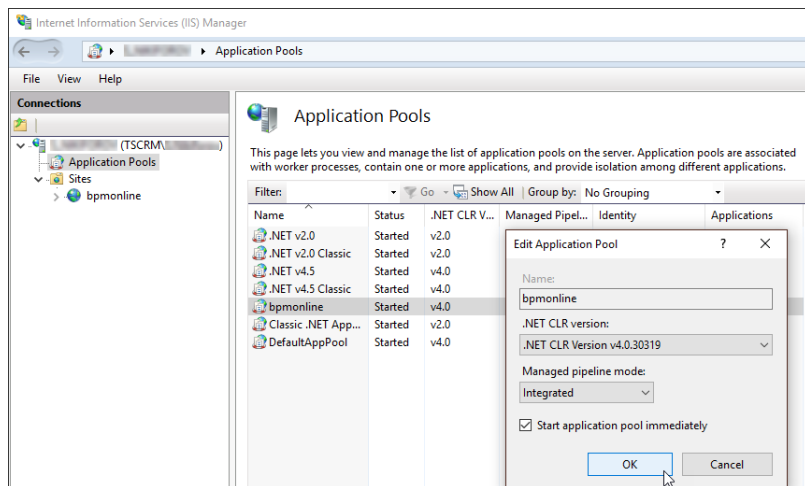 Internet Information Services (IIS) Manager
Application Pools
File View Help
Connections
(TSCRM\ )
Application Pools
Sites
bpmonline
Application Pools
This page lets you view and manage the list of application pools on the server. Application pools are associated
with worker processes, contain one or more applications, and provide isolation among different applications.
Filter: Go Show All Group by: No Grouping
Name Status .NET CLR V... Managed Pipel... Identity Applications
.NET v2.0 Started v2.0
.NET v2.0 Classic Started v2.0
.NET v4.5 Started v4.0
.NET v4.5 Classic Started v4.0
bpmonline Started v4.0
Classic .NET App... Started v2.0
DefaultAppPool Started v4.0
Edit Application Pool ?
Name:
bpmonline
.NET CLR version:
.NET CLR Version v4.0.30319
Managed pipeline mode:
Integrated
Start application pool immediately
OK Cancel